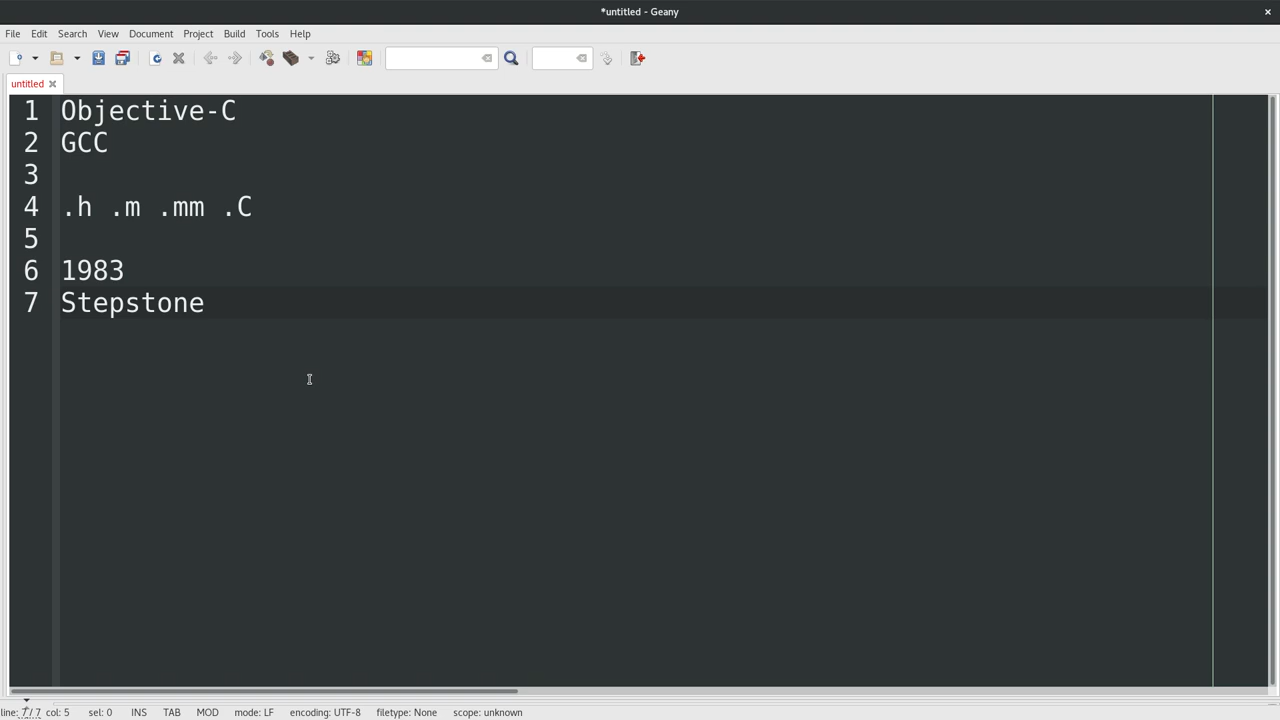 *untitled - Geany ×
File Edit Search View Document Project Build Tools Help
untitled
1 Objective-C
2 GCC
3
4 .h .m .mm .C
5
6 1983
7 Stepstone
line: 7 / 7 col: 5 sel: 0 INS TAB MOD mode: LF encoding: UTF-8 filetype: None scope: unknown